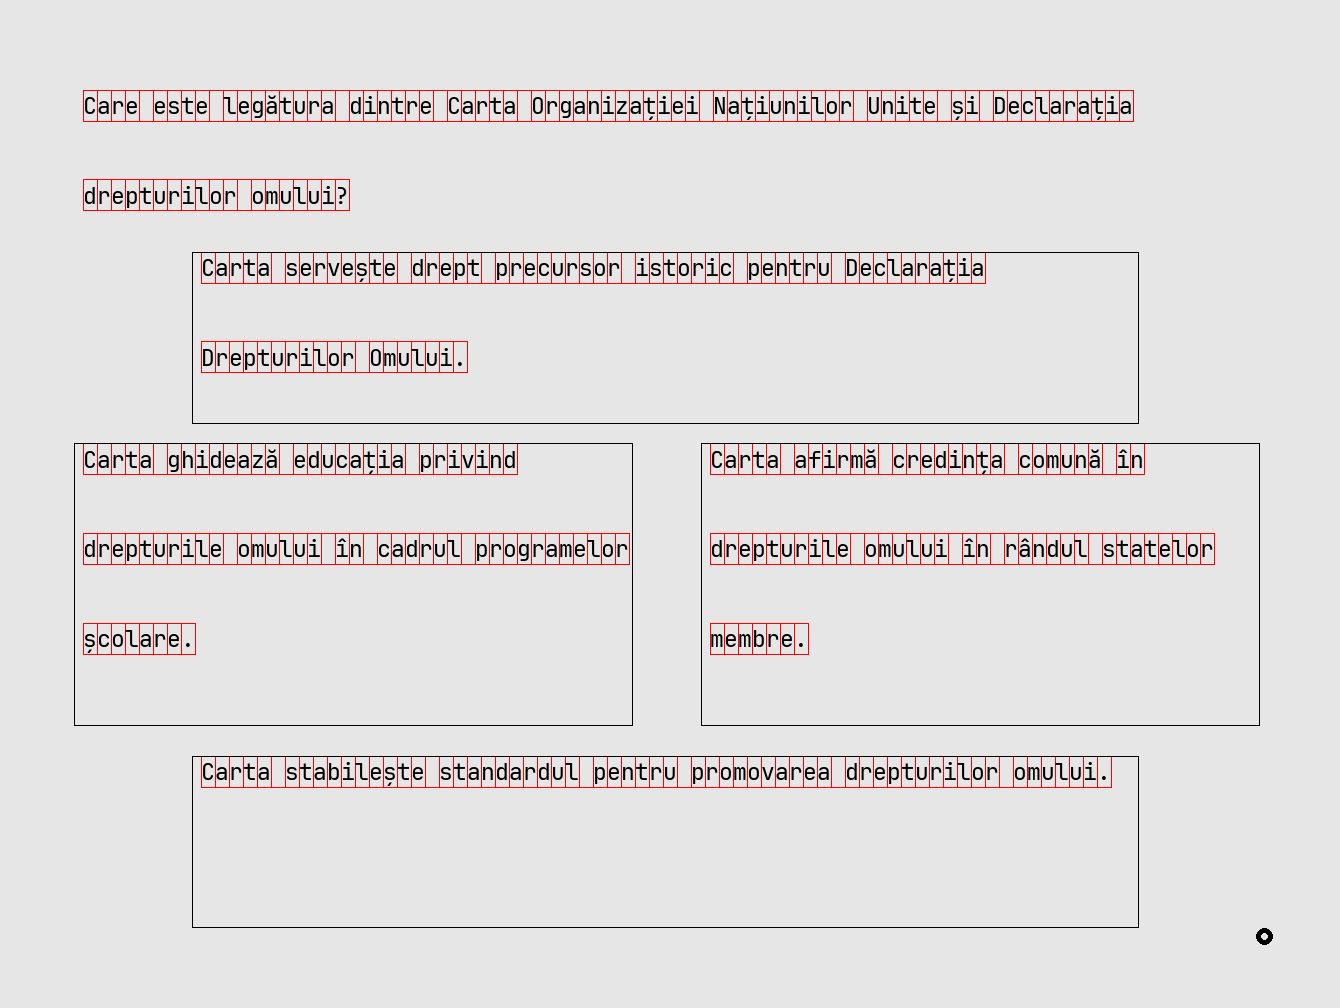 Care este legătura dintre Carta Organizației Națiunilor Unite și Declarația
drepturilor omului?
Carta servește drept precursor istoric pentru Declarația
Drepturilor Omului.
Carta ghidează educația privind
drepturile omului în cadrul programelor
școlare.
Carta afirmă credința comună în
drepturile omului în rândul statelor
membre.
Carta stabilește standardul pentru promovarea drepturilor omului.